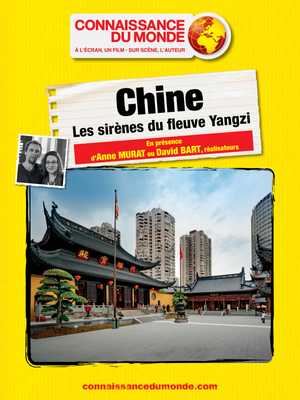 CONNAISSANCE
DU MONDE
À L'ÉCRAN, UN FILM - SUR SCÈNE, L'AUTEUR
Chine
Les sirènes du fleuve Yangzi
En présence
d'Anne MURAT ou David BART, réalisateurs
connaissancedumonde.com